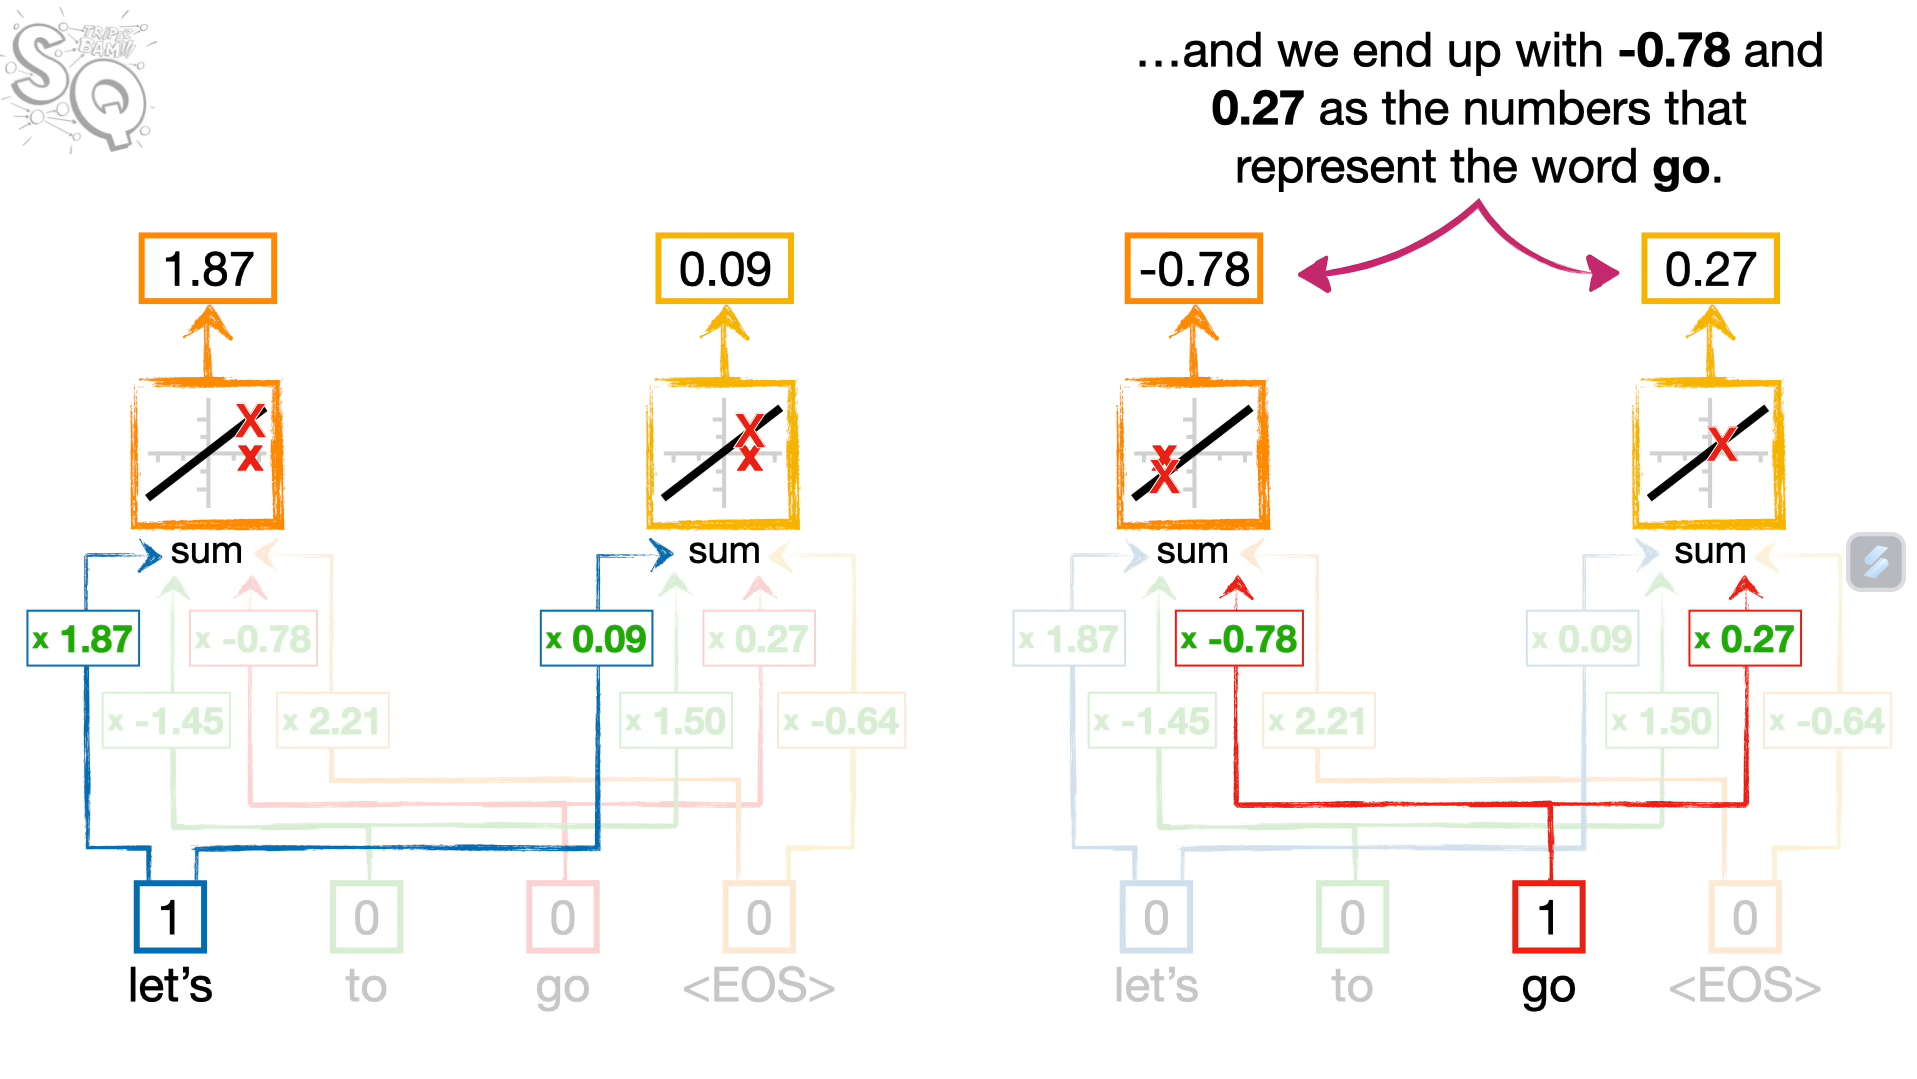 SQ
TRIPLE
BAM!!!
...and we end up with -0.78 and
0.27 as the numbers that
represent the word go.
1.87
0.09
-0.78
0.27
sum
sum
sum
sum
x 1.87
x -0.78
x 0.09
x 0.27
x 1.87
x -0.78
x 0.09
x 0.27
x -1.45
x 2.21
x 1.50
x -0.64
x -1.45
x 2.21
x 1.50
x -0.64
1
0
0
0
0
0
1
0
let's
to
go
<EOS>
let's
to
go
<EOS>